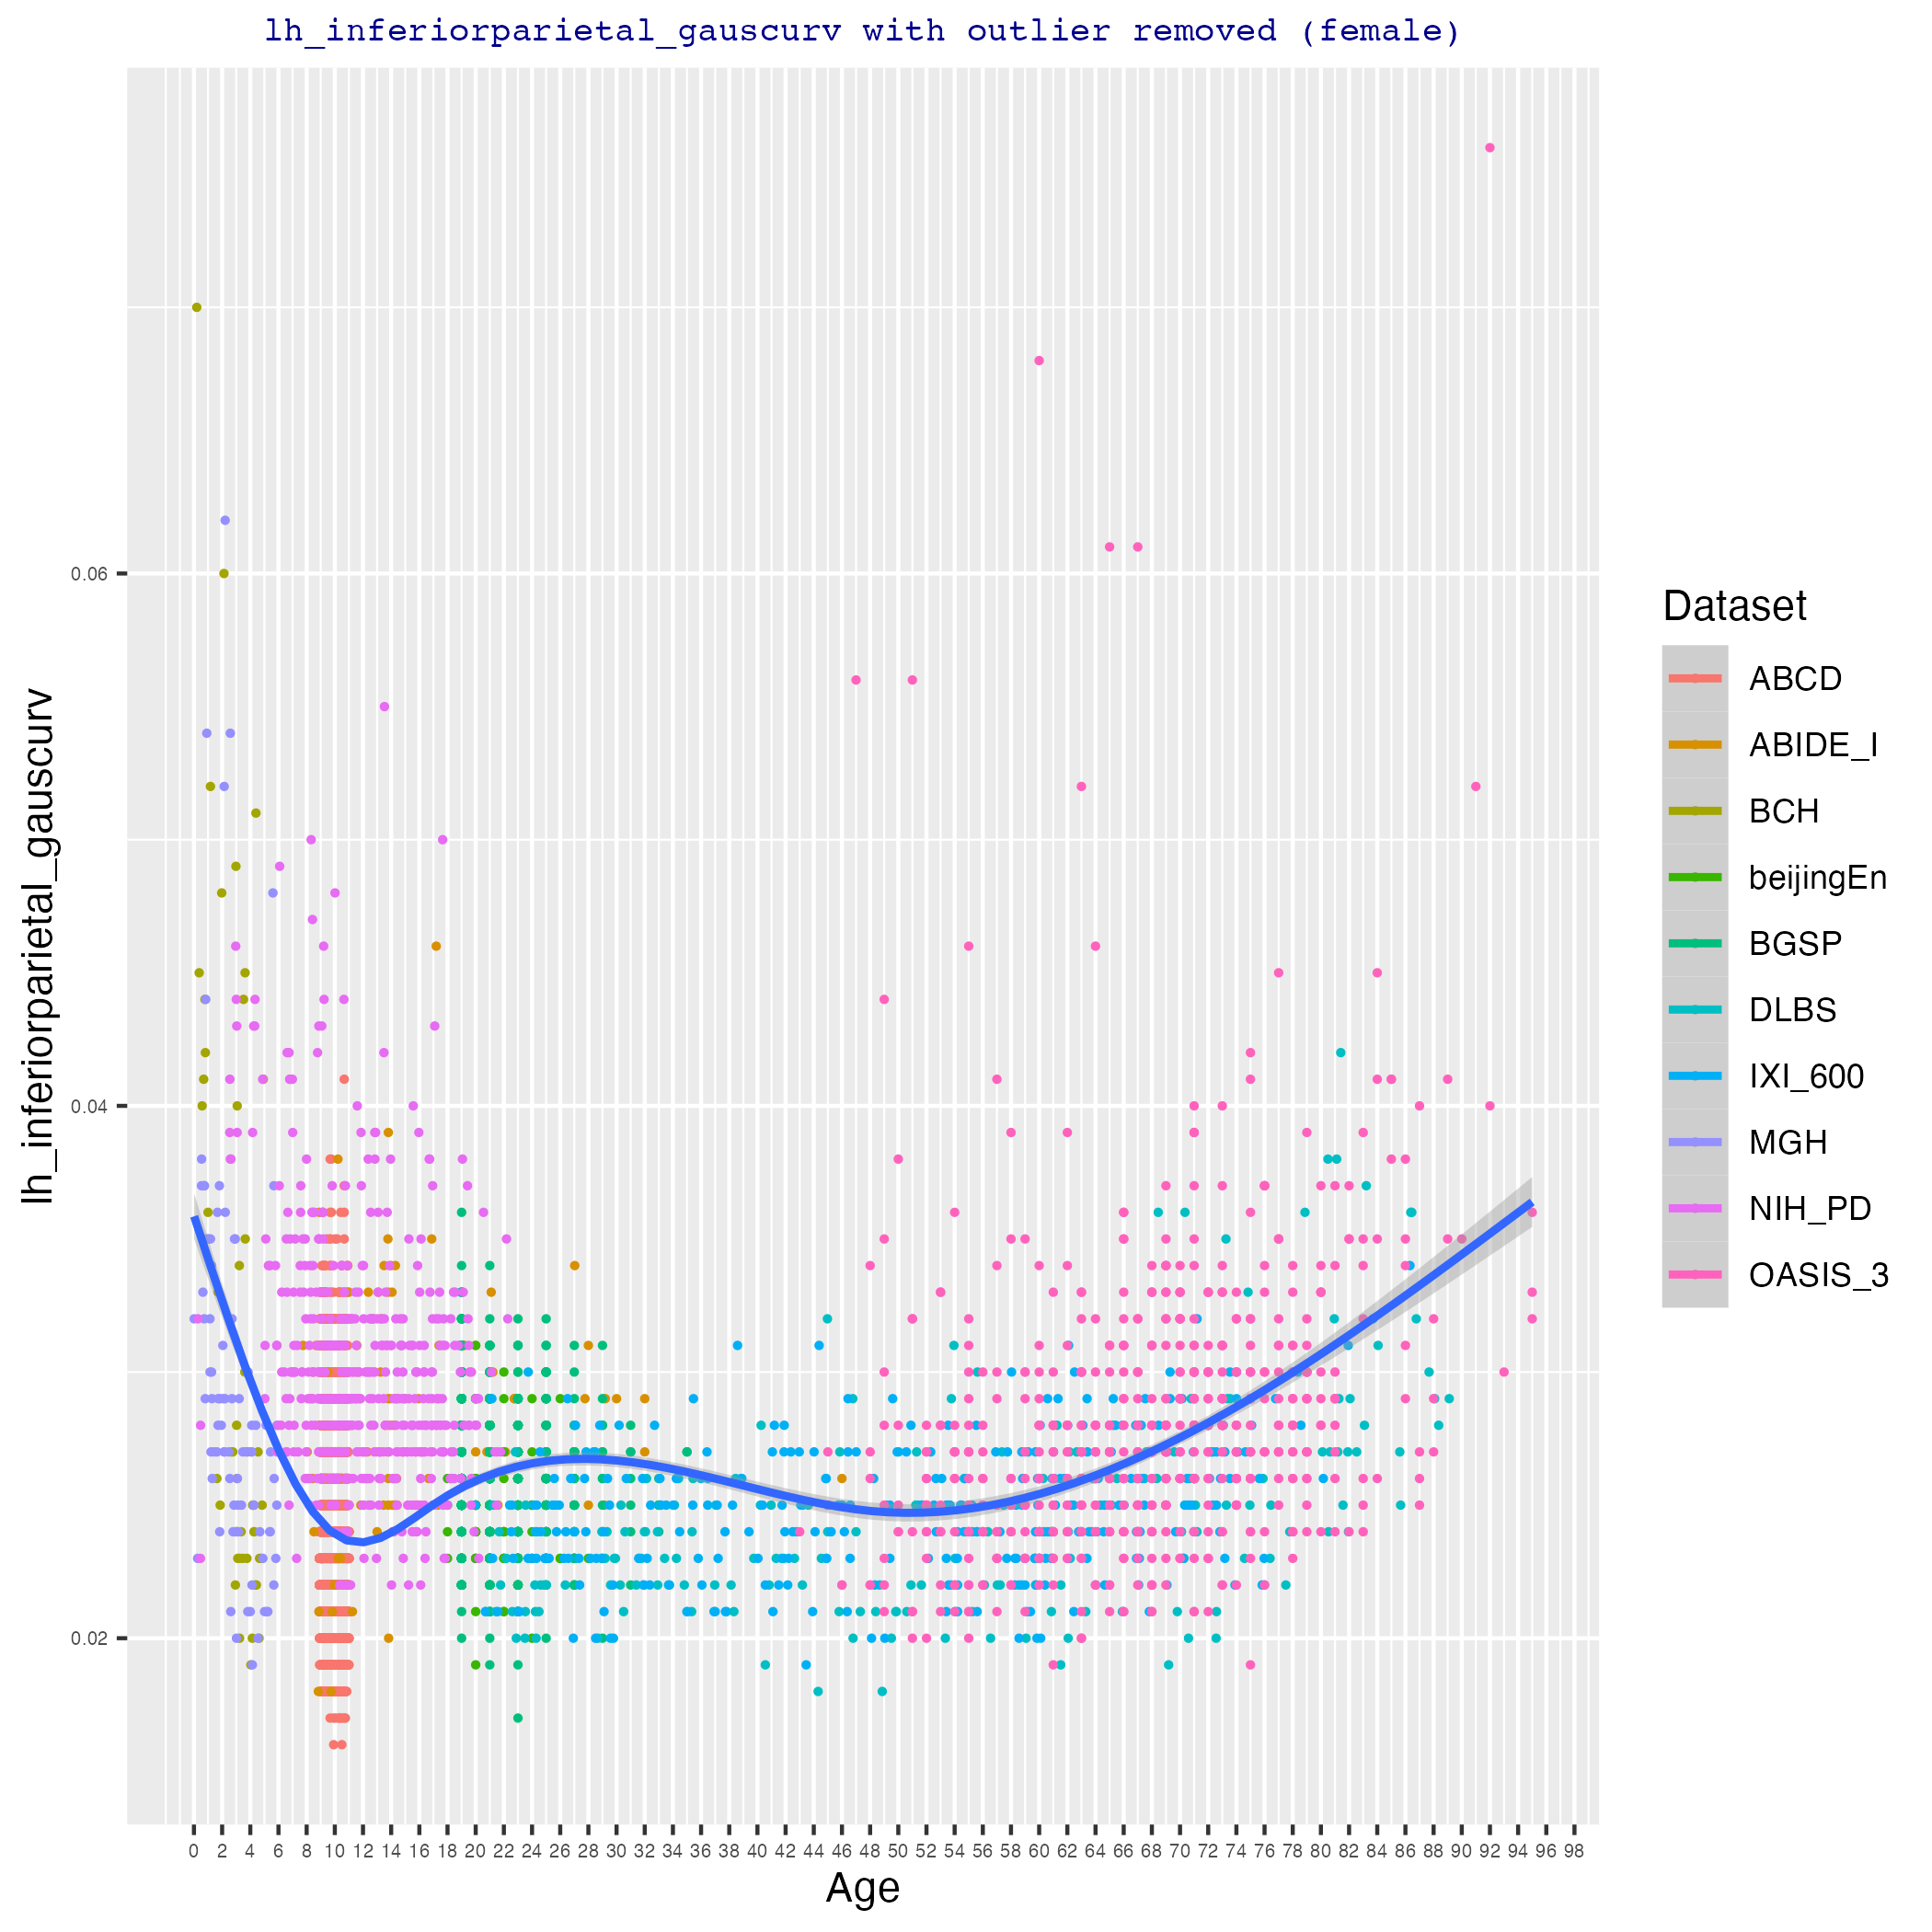 lh_inferiorparietal_gauscurv with outlier removed (female)
lh_inferiorparietal_gauscurv
0.06
0.04
0.02
0 2 4 6 8 10 12 14 16 18 20 22 24 26 28 30 32 34 36 38 40 42 44 46 48 50 52 54 56 58 60 62 64 66 68 70 72 74 76 78 80 82 84 86 88 90 92 94 96 98
Age
Dataset
ABCD
ABIDE_I
BCH
beijingEn
BGSP
DLBS
IXI_600
MGH
NIH_PD
OASIS_3